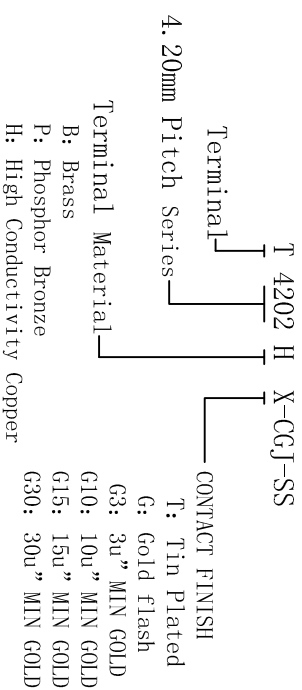 T 4202 H X-CGJ-SS
Terminal
4.20mm Pitch Series
Terminal Material
B: Brass
P: Phosphor Bronze
H: High Conductivity Copper
CONTACT FINISH
T: Tin Plated
G: Gold flash
G3: 3u” MIN GOLD
G10: 10u” MIN GOLD
G15: 15u” MIN GOLD
G30: 30u” MIN GOLD